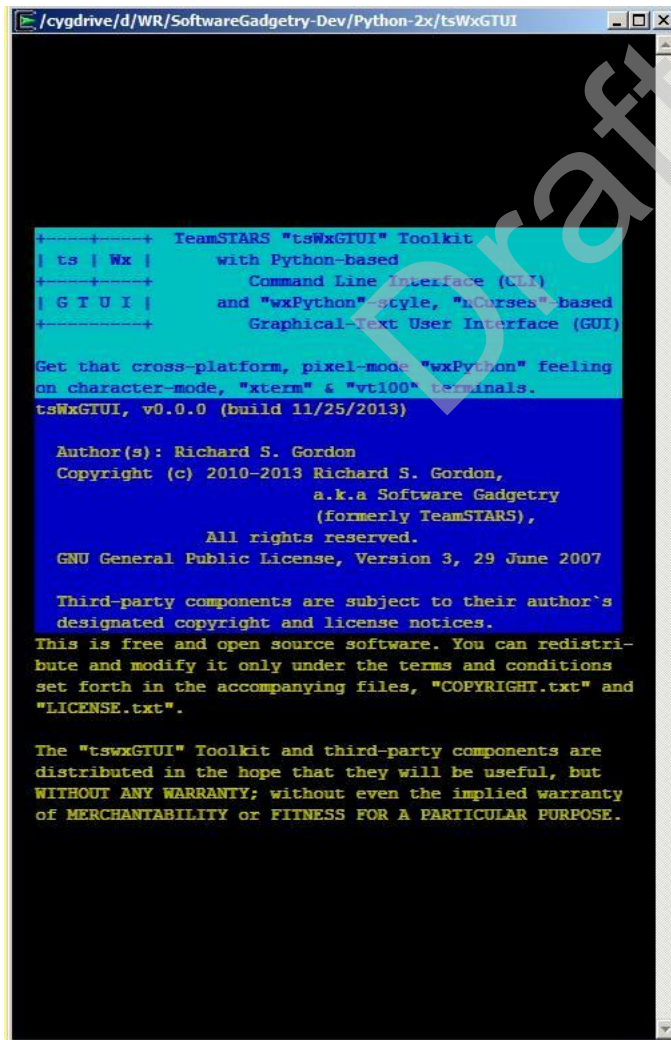 /cygdrive/d/WR/SoftwareGadgetry-Dev/Python-2x/tsWxGTUI
Draft
+----+----+ TeamSTARS "tsWxGTUI" Toolkit
| ts | Wx | with Python-based
+----+----+ Command Line Interface (CLI)
| G T U I | and "wxPython"-style, "nCurses"-based
+---------+ Graphical-Text User Interface (GUI)
Get that cross-platform, pixel-mode "wxPython" feeling
on character-mode, "xterm" & "vt100" terminals.
tsWxGTUI, v0.0.0 (build 11/25/2013)
Author(s): Richard S. Gordon
Copyright (c) 2010-2013 Richard S. Gordon,
a.k.a Software Gadgetry
(formerly TeamSTARS),
All rights reserved.
GNU General Public License, Version 3, 29 June 2007
Third-party components are subject to their author`s
designated copyright and license notices.
This is free and open source software. You can redistri-
bute and modify it only under the terms and conditions
set forth in the accompanying files, "COPYRIGHT.txt" and
"LICENSE.txt".
The "tswxGTUI" Toolkit and third-party components are
distributed in the hope that they will be useful, but
WITHOUT ANY WARRANTY; without even the implied warranty
of MERCHANTABILITY or FITNESS FOR A PARTICULAR PURPOSE.